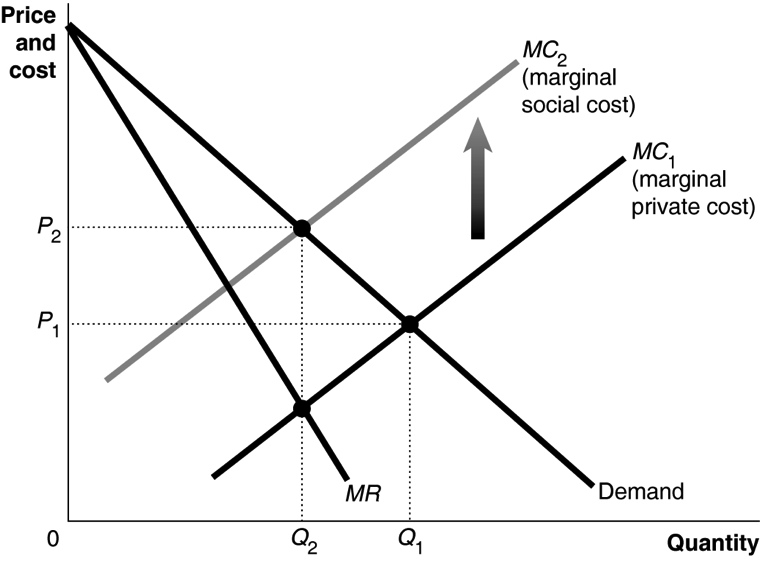 Price
and
cost
MC₂
(marginal
social cost)
MC₁
(marginal
private cost)
P₂
P₁
MR
Demand
0
Q₂
Q₁
Quantity